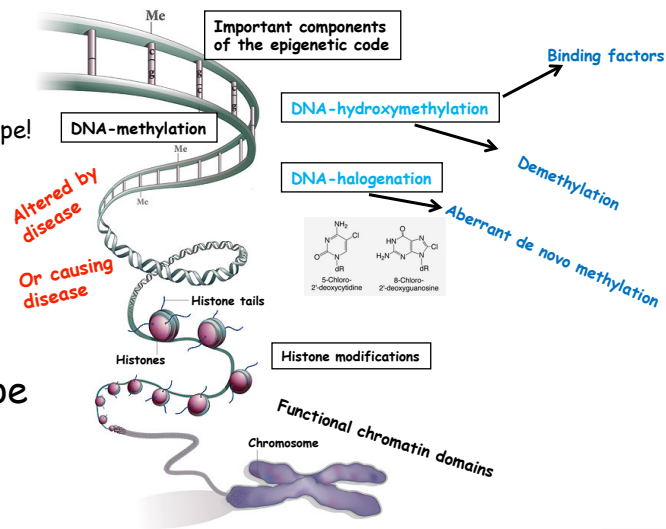 Me
Important components
of the epigenetic code
Binding factors
DNA-hydroxymethylation
pe!
DNA-methylation
Me
Demethylation
DNA-halogenation
Me
Altered by
disease
Aberrant de novo methylation
NH₂
Cl
N
O
N
dR
5-Chloro-
2'-deoxycytidine
O
HN
N
Cl
H₂N
N
N
dR
8-Chloro-
2'-deoxyguanosine
Or causing
disease
Histone tails
Histones
Histone modifications
pe
Functional chromatin domains
Chromosome